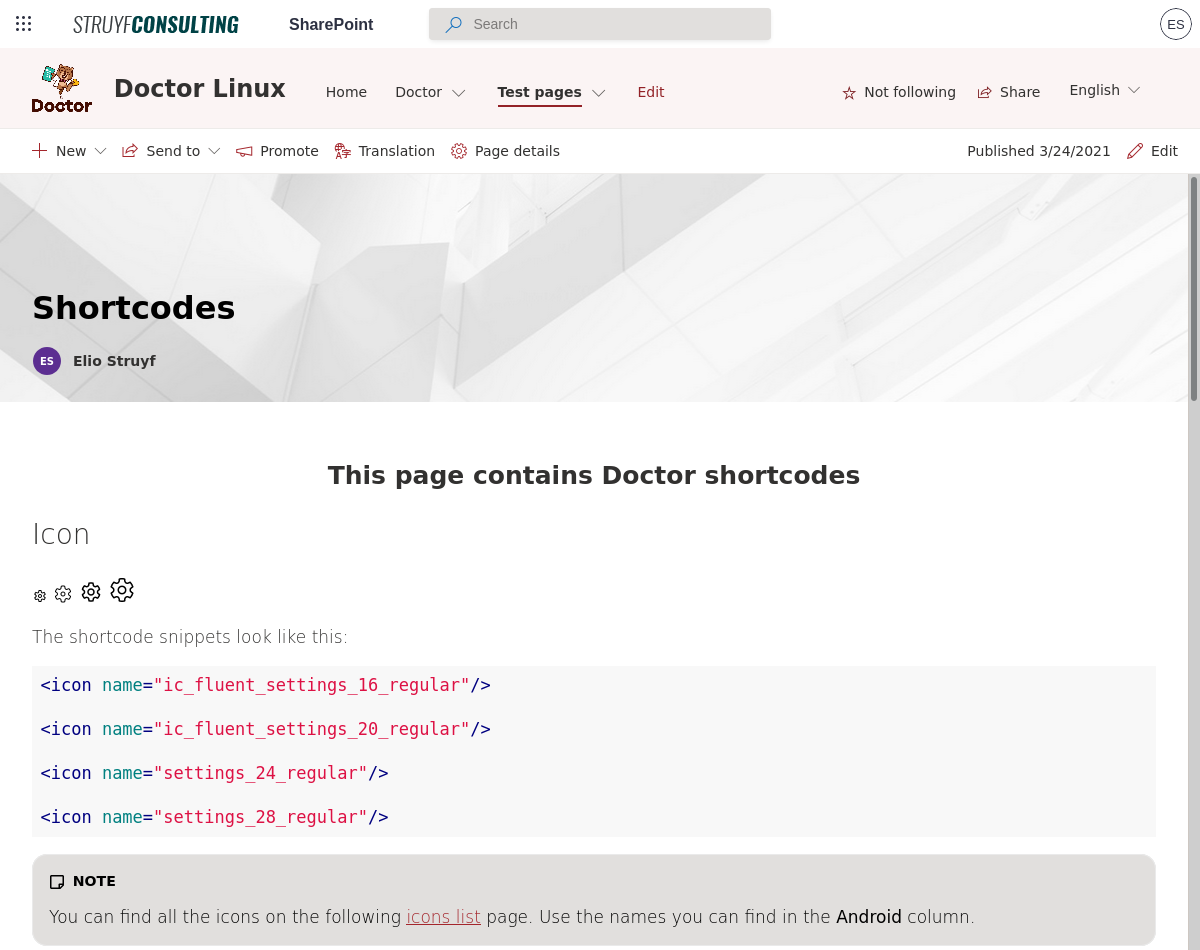 STRUYFCONSULTING SharePoint Search ES
Doctor Doctor Linux Home Doctor Test pages Edit Not following Share English
New Send to Promote Translation Page details Published 3/24/2021 Edit
Shortcodes
ES Elio Struyf
This page contains Doctor shortcodes
Icon
The shortcode snippets look like this:
<icon name="ic_fluent_settings_16_regular"/>
<icon name="ic_fluent_settings_20_regular"/>
<icon name="settings_24_regular"/>
<icon name="settings_28_regular"/>
NOTE
You can find all the icons on the following icons list page. Use the names you can find in the Android column.